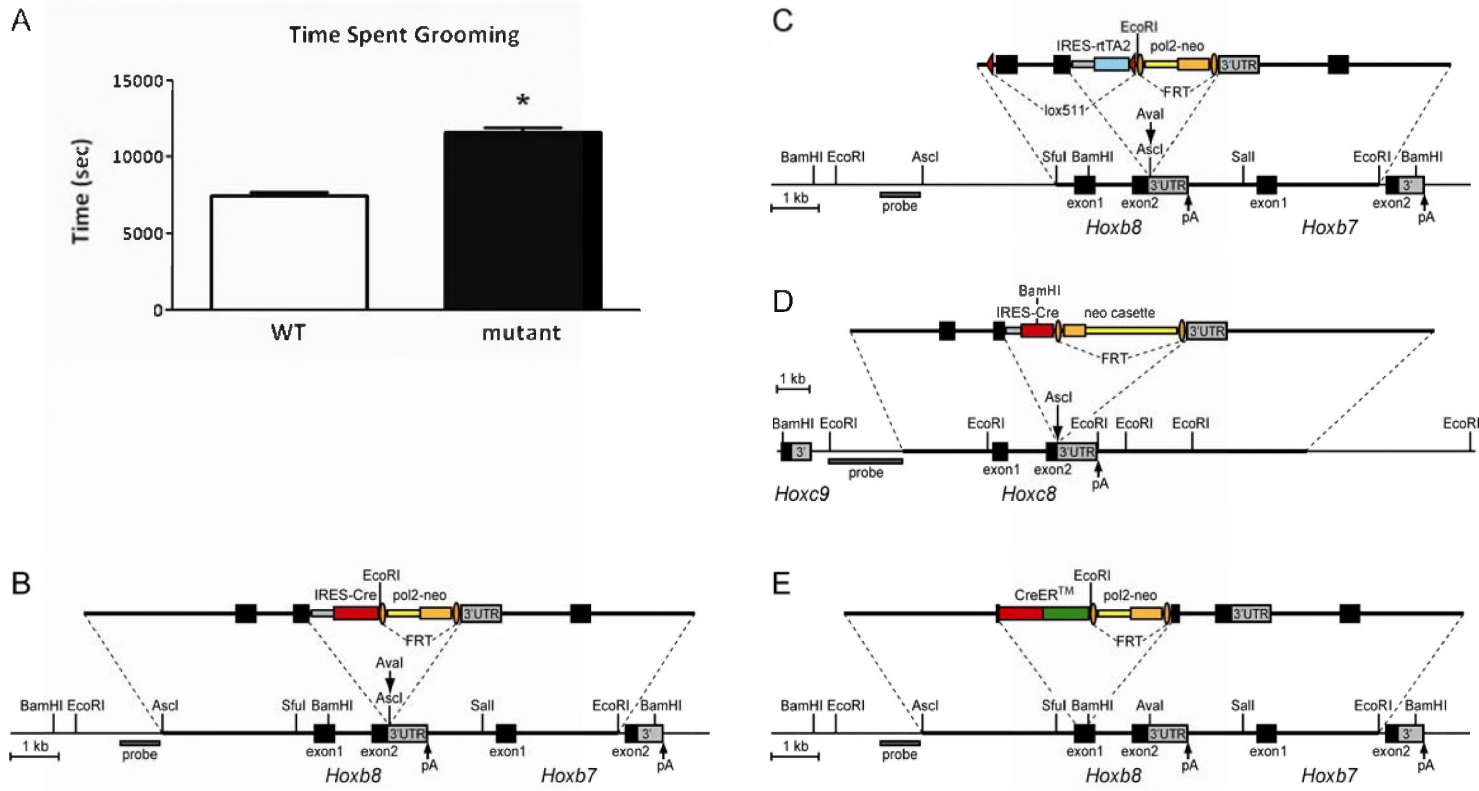 A
Time Spent Grooming
Time (sec)
15000
10000
5000
0
*
WT
mutant
B
EcoRI
IRES-Cre pol2-neo
3'UTR
FRT
AvaI
BamHI EcoRI AscI SfuI BamHI AscI SalI EcoRI BamHI
3'UTR 3'
1 kb probe exon1 exon2 pA exon1 exon2 pA
Hoxb8 Hoxb7
C
EcoRI
IRES-rtTA2 pol2-neo
3'UTR
FRT
lox511
AvaI
BamHI EcoRI AscI SfuI BamHI AscI SalI EcoRI BamHI
3'UTR 3'
1 kb probe exon1 exon2 pA exon1 exon2 pA
Hoxb8 Hoxb7
D
BamHI
IRES-Cre neo casette
3'UTR
FRT
1 kb
AscI
BamHI EcoRI EcoRI EcoRI EcoRI EcoRI EcoRI
3' 3'UTR
probe exon1 exon2 pA
Hoxc9 Hoxc8
E
EcoRI
CreER™ pol2-neo
3'UTR
FRT
BamHI EcoRI AscI SfuI BamHI AvaI SalI EcoRI BamHI
3'UTR 3'
1 kb probe exon1 exon2 pA exon1 exon2 pA
Hoxb8 Hoxb7